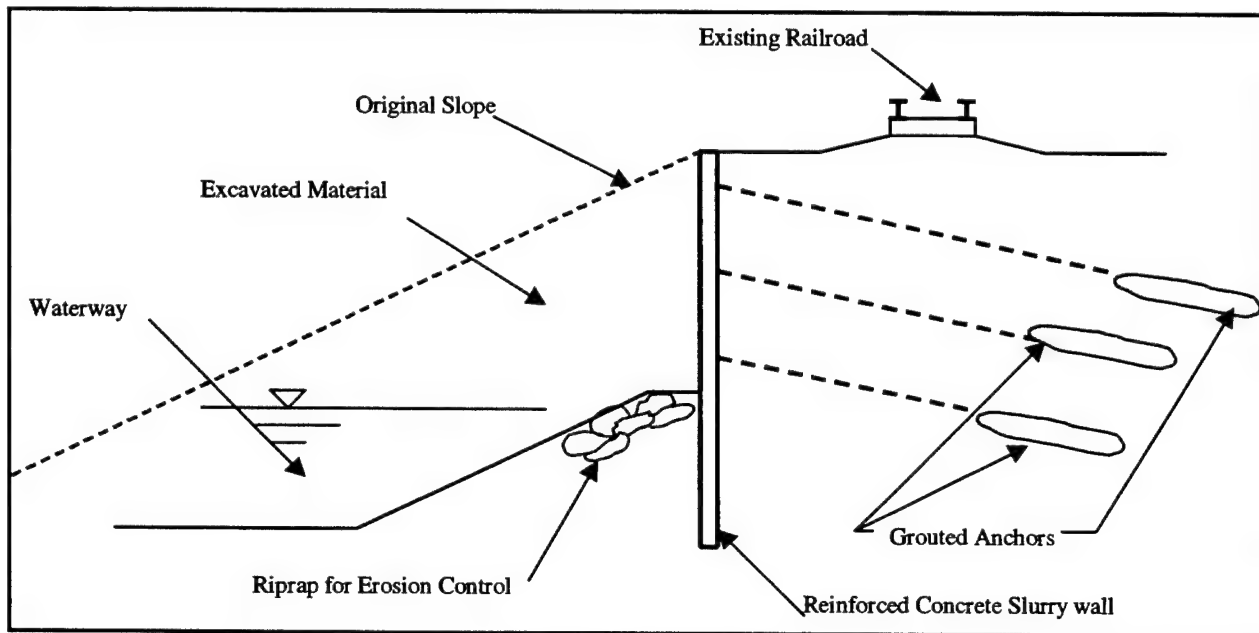 Existing Railroad
Original Slope
Excavated Material
Waterway
Grouted Anchors
Riprap for Erosion Control
Reinforced Concrete Slurry wall